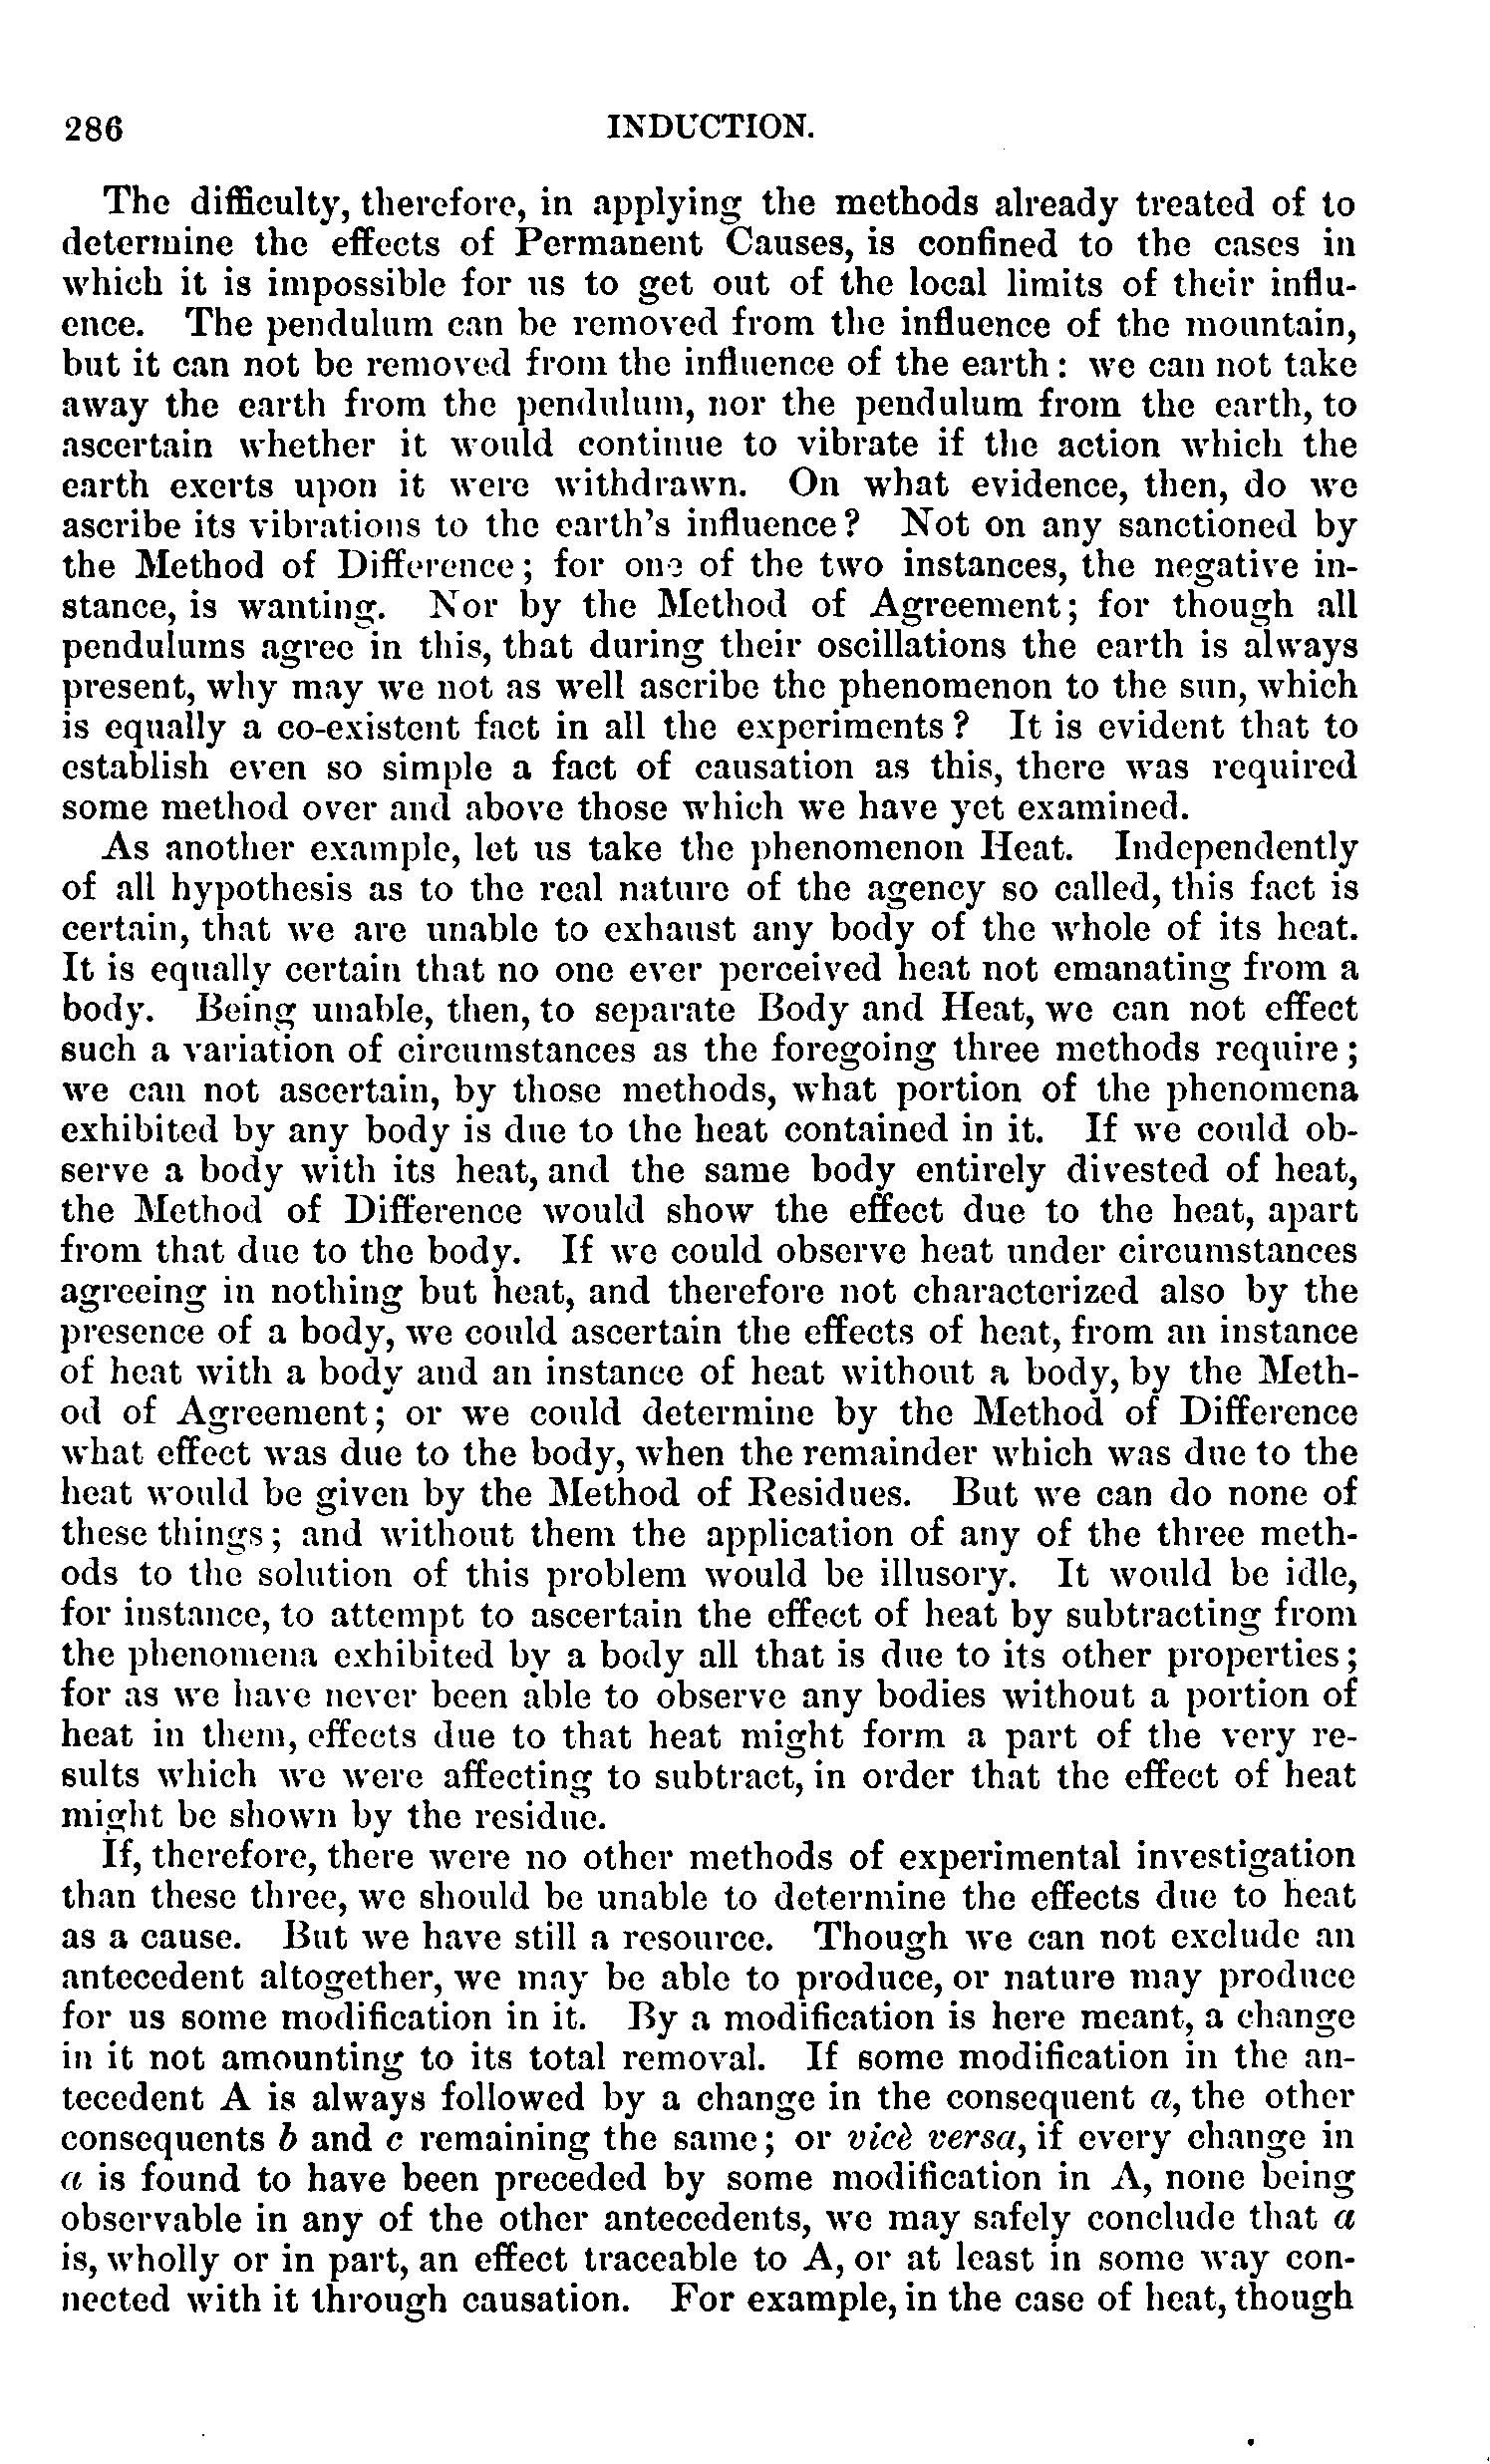 286 INDUCTION.
The difficulty, therefore, in applying the methods already treated of to
determine the effects of Permanent Causes, is confined to the cases in
which it is impossible for us to get out of the local limits of their influ-
ence. The pendulum can be removed from the influence of the mountain,
but it can not be removed from the influence of the earth: we can not take
away the earth from the pendulum, nor the pendulum from the earth, to
ascertain whether it would continue to vibrate if the action which the
earth exerts upon it were withdrawn. On what evidence, then, do we
ascribe its vibrations to the earth's influence? Not on any sanctioned by
the Method of Difference; for one of the two instances, the negative in-
stance, is wanting. Nor by the Method of Agreement; for though all
pendulums agree in this, that during their oscillations the earth is always
present, why may we not as well ascribe the phenomenon to the sun, which
is equally a co-existent fact in all the experiments? It is evident that to
establish even so simple a fact of causation as this, there was required
some method over and above those which we have yet examined.
As another example, let us take the phenomenon Heat. Independently
of all hypothesis as to the real nature of the agency so called, this fact is
certain, that we are unable to exhaust any body of the whole of its heat.
It is equally certain that no one ever perceived heat not emanating from a
body. Being unable, then, to separate Body and Heat, we can not effect
such a variation of circumstances as the foregoing three methods require;
we can not ascertain, by those methods, what portion of the phenomena
exhibited by any body is due to the heat contained in it. If we could ob-
serve a body with its heat, and the same body entirely divested of heat,
the Method of Difference would show the effect due to the heat, apart
from that due to the body. If we could observe heat under circumstances
agreeing in nothing but heat, and therefore not characterized also by the
presence of a body, we could ascertain the effects of heat, from an instance
of heat with a body and an instance of heat without a body, by the Meth-
od of Agreement; or we could determine by the Method of Difference
what effect was due to the body, when the remainder which was due to the
heat would be given by the Method of Residues. But we can do none of
these things; and without them the application of any of the three meth-
ods to the solution of this problem would be illusory. It would be idle,
for instance, to attempt to ascertain the effect of heat by subtracting from
the phenomena exhibited by a body all that is due to its other properties;
for as we have never been able to observe any bodies without a portion of
heat in them, effects due to that heat might form a part of the very re-
sults which we were affecting to subtract, in order that the effect of heat
might be shown by the residue.
If, therefore, there were no other methods of experimental investigation
than these three, we should be unable to determine the effects due to heat
as a cause. But we have still a resource. Though we can not exclude an
antecedent altogether, we may be able to produce, or nature may produce
for us some modification in it. By a modification is here meant, a change
in it not amounting to its total removal. If some modification in the an-
tecedent A is always followed by a change in the consequent a, the other
consequents b and c remaining the same; or vicè versa, if every change in
a is found to have been preceded by some modification in A, none being
observable in any of the other antecedents, we may safely conclude that a
is, wholly or in part, an effect traceable to A, or at least in some way con-
nected with it through causation. For example, in the case of heat, though